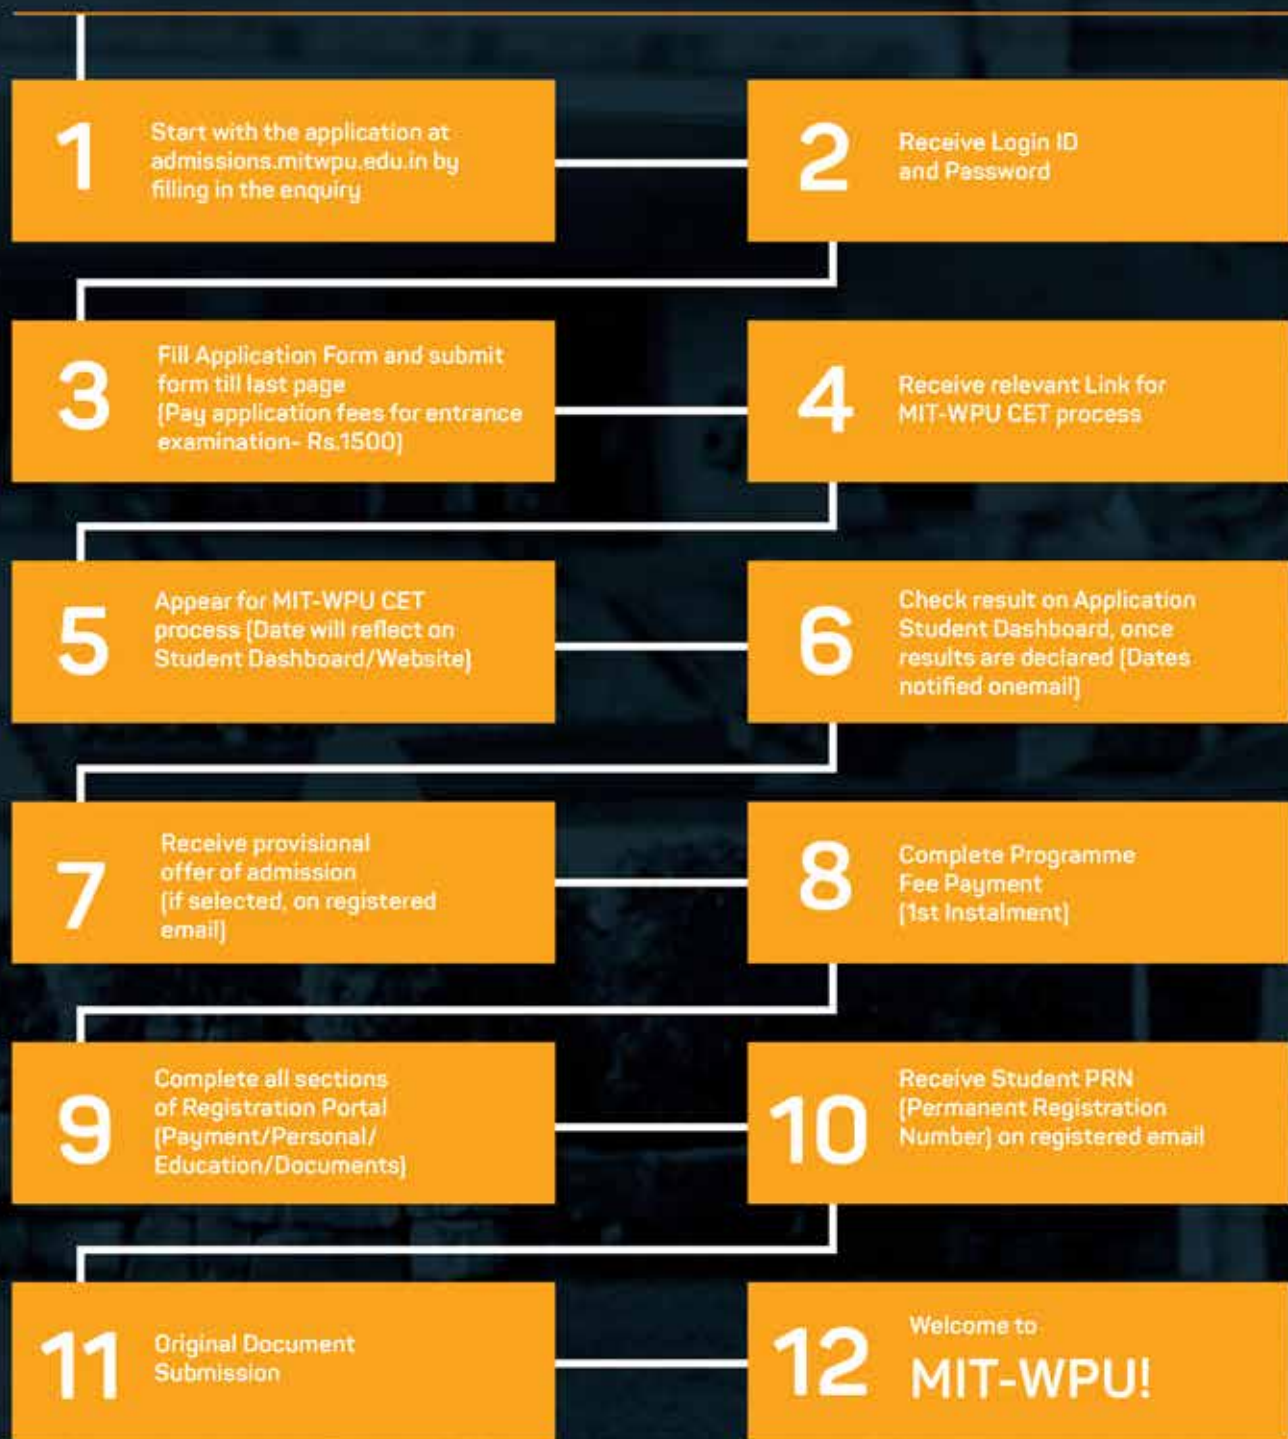 1
Start with the application at
admissions.mitwpu.edu.in by
filling in the enquiry
2
Receive Login ID
and Password
3
Fill Application Form and submit
form till last page
(Pay application fees for entrance
examination- Rs.1500)
4
Receive relevant Link for
MIT-WPU CET process
5
Appear for MIT-WPU CET
process (Date will reflect on
Student Dashboard/Website)
6
Check result on Application
Student Dashboard, once
results are declared (Dates
notified onemail)
7
Receive provisional
offer of admission
(if selected, on registered
email)
8
Complete Programme
Fee Payment
(1st Instalment)
9
Complete all sections
of Registration Portal
(Payment/Personal/
Education/Documents)
10
Receive Student PRN
(Permanent Registration
Number) on registered email
11
Original Document
Submission
12
Welcome to
MIT-WPU!